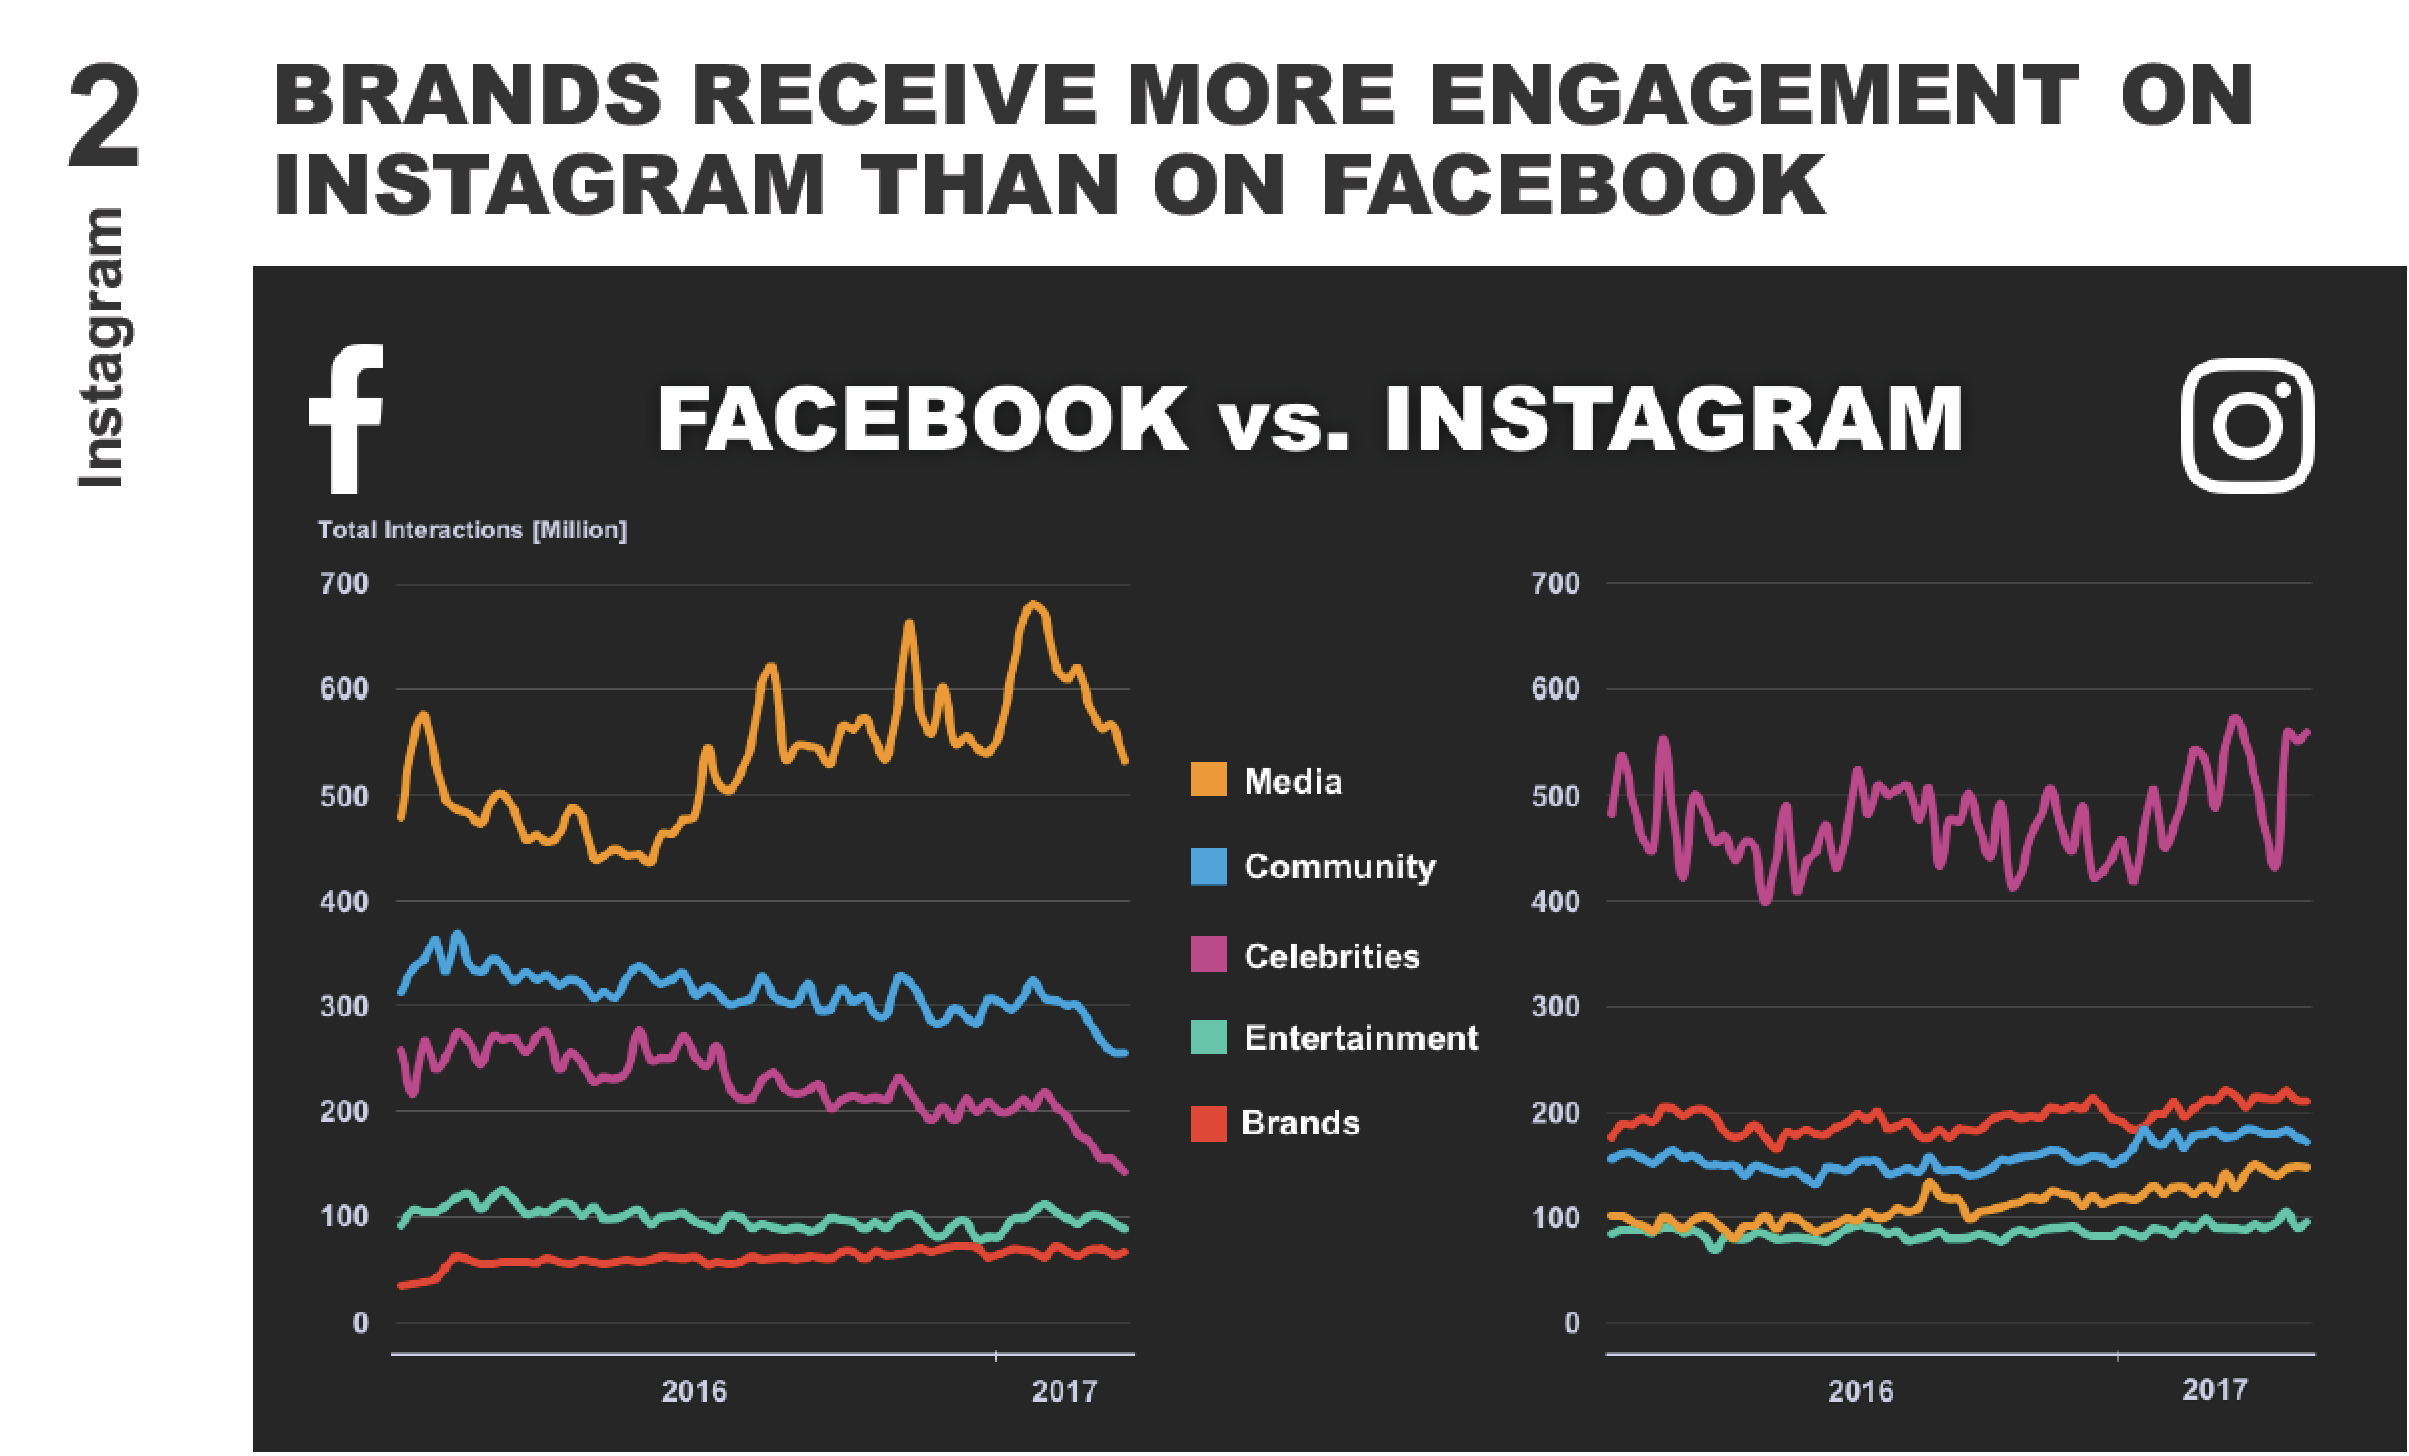 2
Instagram
BRANDS RECEIVE MORE ENGAGEMENT ON
INSTAGRAM THAN ON FACEBOOK
FACEBOOK vs. INSTAGRAM
Total Interactions [Million]
700
600
500
400
300
200
100
0
2016
2017
Media
Community
Celebrities
Entertainment
Brands
700
600
500
400
300
200
100
0
2016
2017